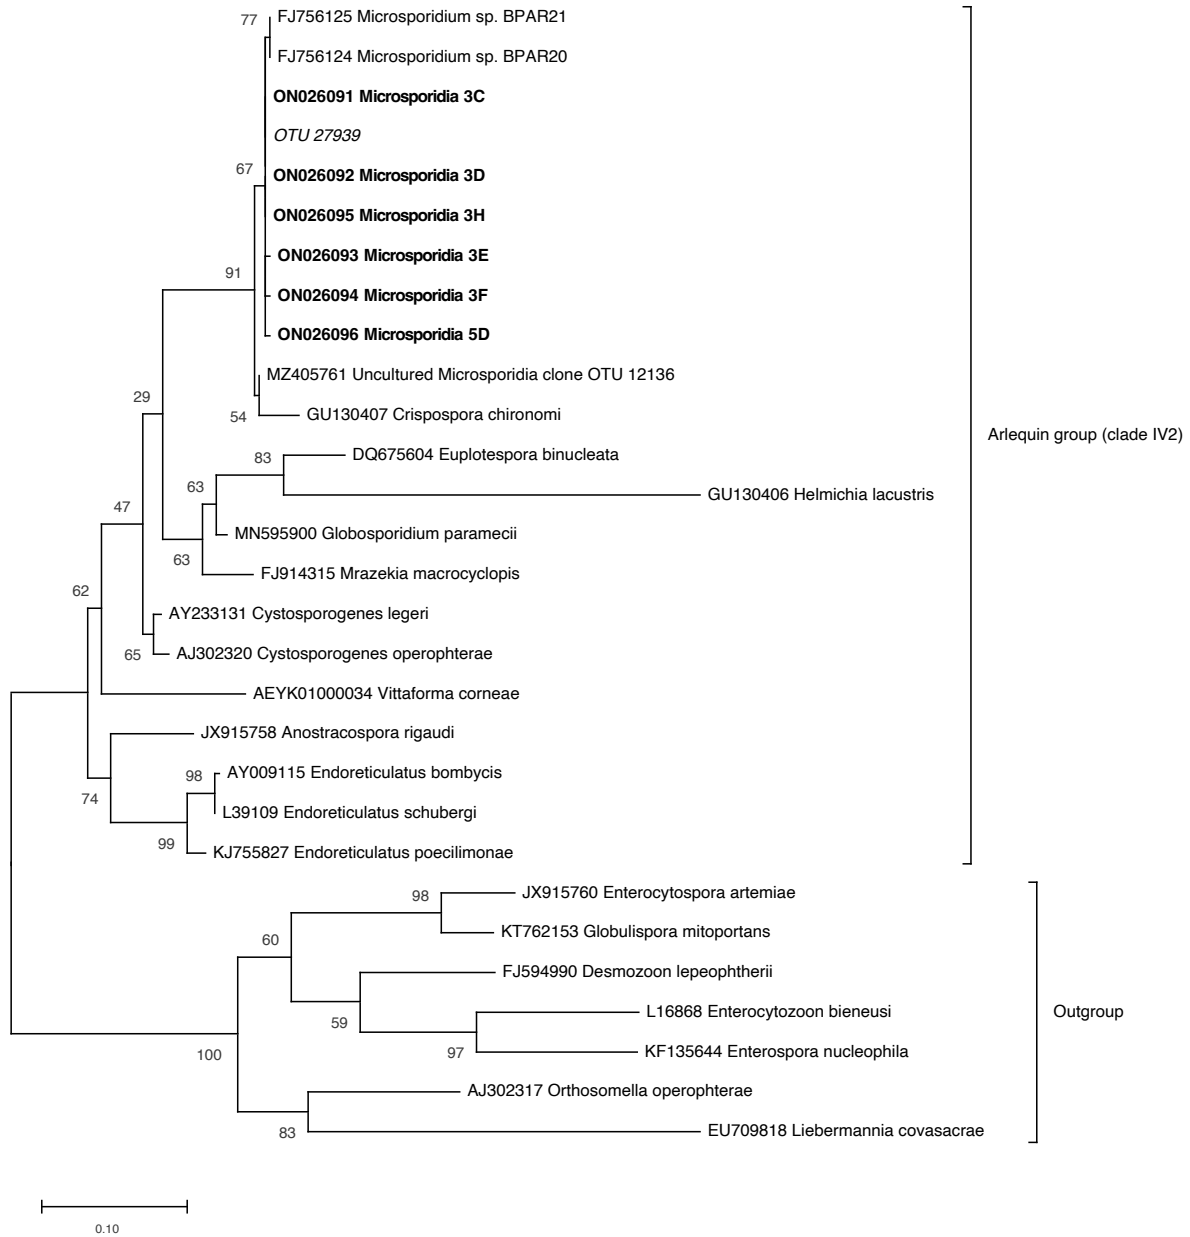 77
FJ756125 Microsporidium sp. BPAR21
FJ756124 Microsporidium sp. BPAR20
ON026091 Microsporidia 3C
OTU 27939
67
ON026092 Microsporidia 3D
ON026095 Microsporidia 3H
ON026093 Microsporidia 3E
91
ON026094 Microsporidia 3F
ON026096 Microsporidia 5D
MZ405761 Uncultured Microsporidia clone OTU 12136
29
54
GU130407 Crispospora chironomi
Arlequin group (clade IV2)
83
DQ675604 Euplotespora binucleata
63
GU130406 Helmichia lacustris
47
MN595900 Globosporidium paramecii
63
FJ914315 Mrazekia macrocyclopis
62
AY233131 Cystosporogenes legeri
65
AJ302320 Cystosporogenes operophterae
AEYK01000034 Vittaforma corneae
JX915758 Anostracospora rigaudi
98
AY009115 Endoreticulatus bombycis
74
L39109 Endoreticulatus schubergi
99
KJ755827 Endoreticulatus poecilimonae
98
JX915760 Enterocytospora artemiae
KT762153 Globulispora mitoportans
60
FJ594990 Desmozoon lepeophtherii
L16868 Enterocytozoon bieneusi
Outgroup
59
97
KF135644 Enterospora nucleophila
100
AJ302317 Orthosomella operophterae
83
EU709818 Liebermannia covasacrae
0.10